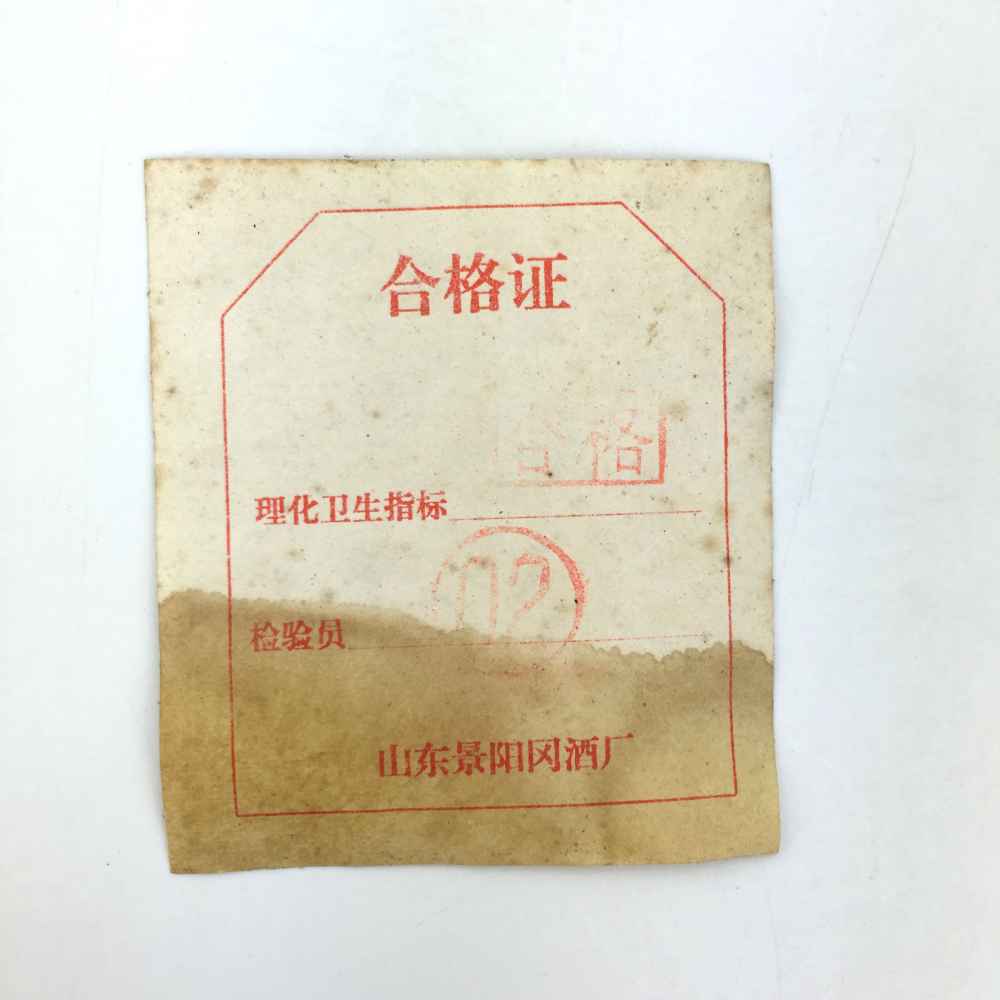 合格证
合格
理化卫生指标
02
检验员
山东景阳冈酒厂